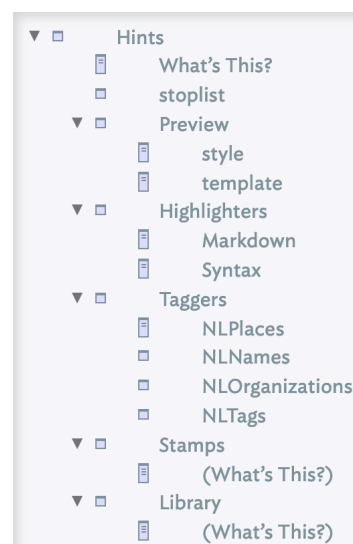 Hints
What's This?
stoplist
Preview
style
template
Highlighters
Markdown
Syntax
Taggers
NLPlaces
NLNames
NLOrganizations
NLTags
Stamps
(What's This?)
Library
(What's This?)